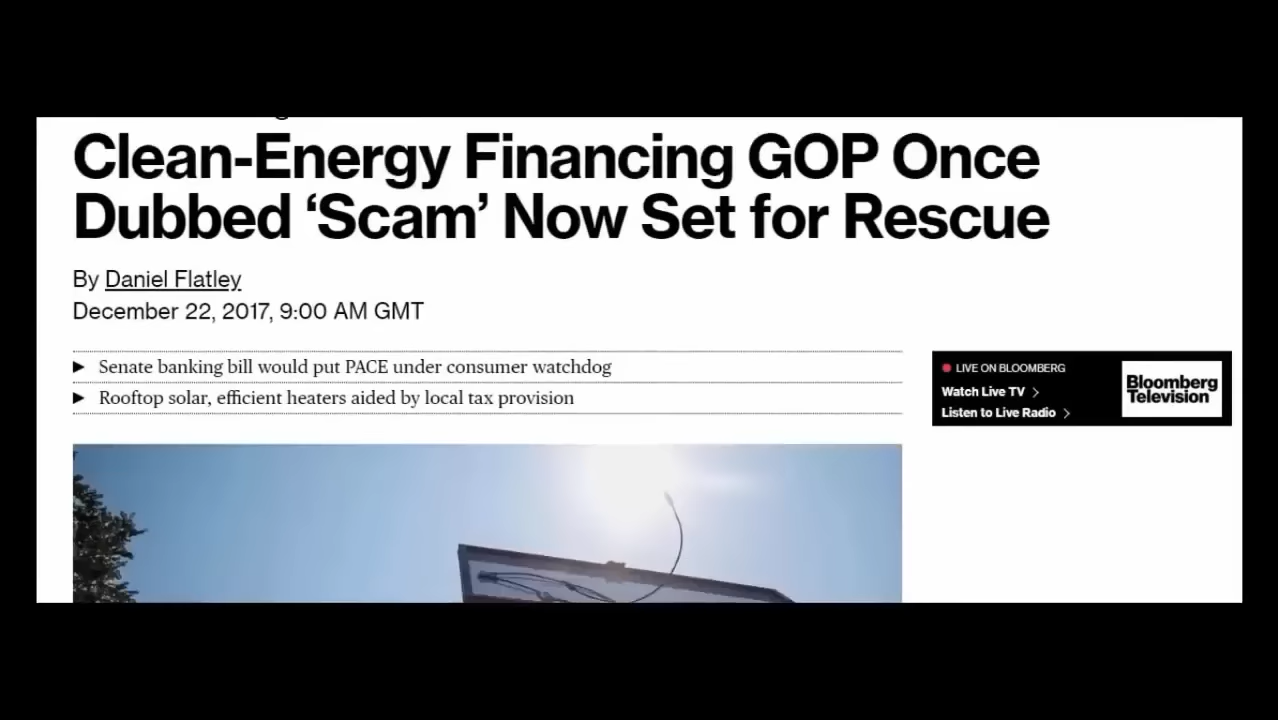 Clean-Energy Financing GOP Once
Dubbed ‘Scam’ Now Set for Rescue
By Daniel Flatley
December 22, 2017, 9:00 AM GMT
Senate banking bill would put PACE under consumer watchdog
Rooftop solar, efficient heaters aided by local tax provision
LIVE ON BLOOMBERG
Watch Live TV
Listen to Live Radio
Bloomberg
Television